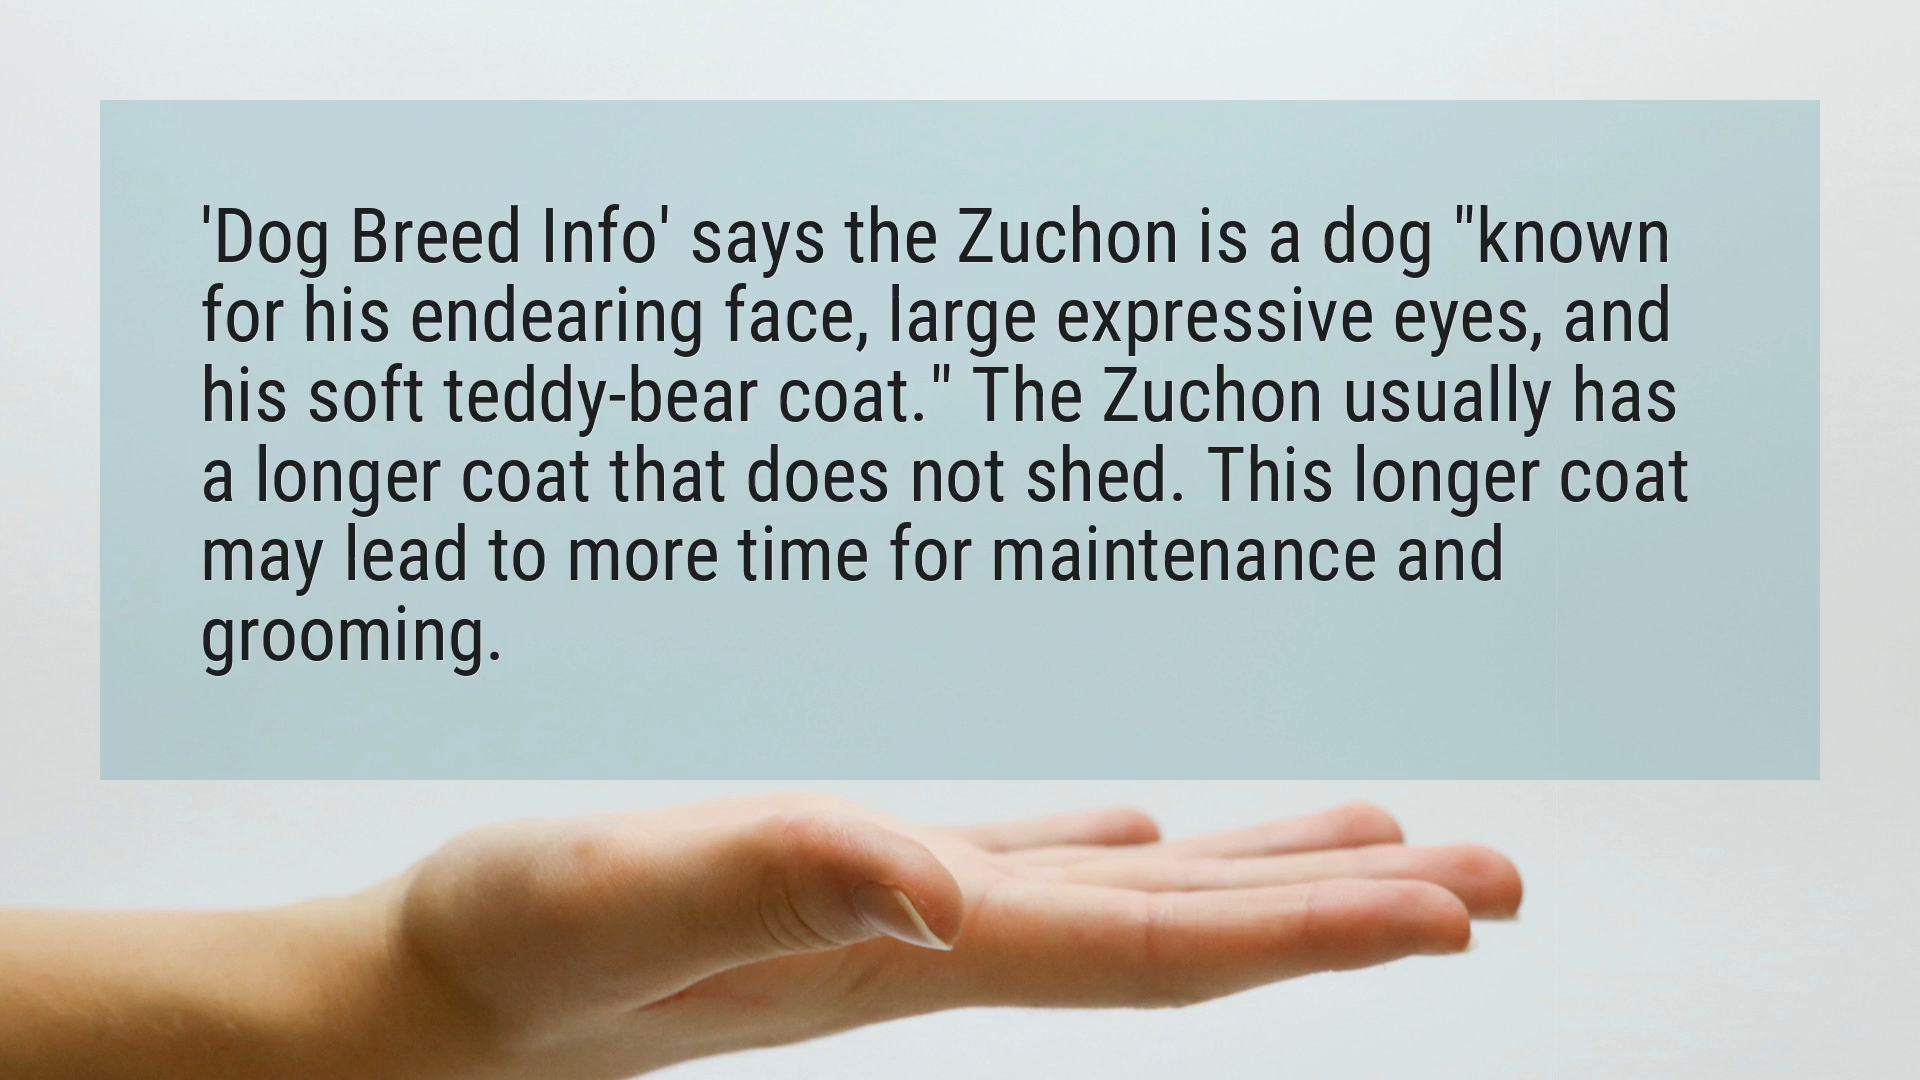 'Dog Breed Info' says the Zuchon is a dog "known
for his endearing face, large expressive eyes, and
his soft teddy-bear coat." The Zuchon usually has
a longer coat that does not shed. This longer coat
may lead to more time for maintenance and
grooming.